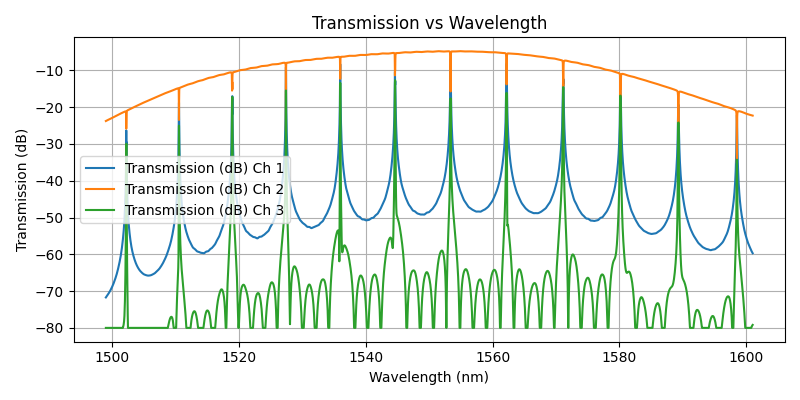 Transmission vs Wavelength
Transmission (dB)
−10
−20
−30
−40
−50
−60
−70
−80
Transmission (dB) Ch 1
Transmission (dB) Ch 2
Transmission (dB) Ch 3
1500 1520 1540 1560 1580 1600
Wavelength (nm)